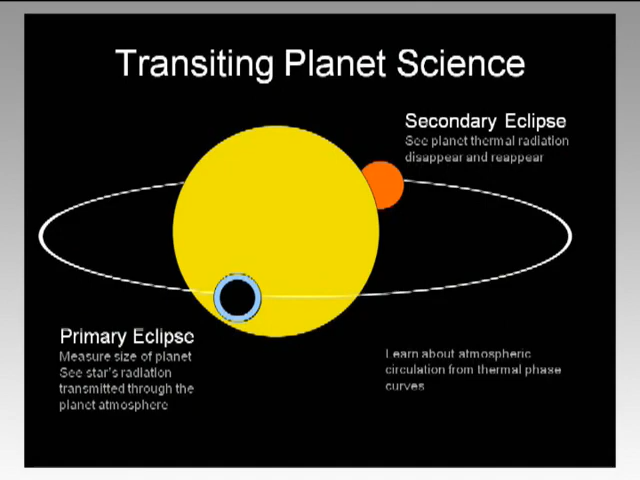 Transiting Planet Science
Secondary Eclipse
See planet thermal radiation
disappear and reappear
Primary Eclipse
Measure size of planet
See star's radiation
transmitted through the
planet atmosphere
Learn about atmospheric
circulation from thermal phase
curves